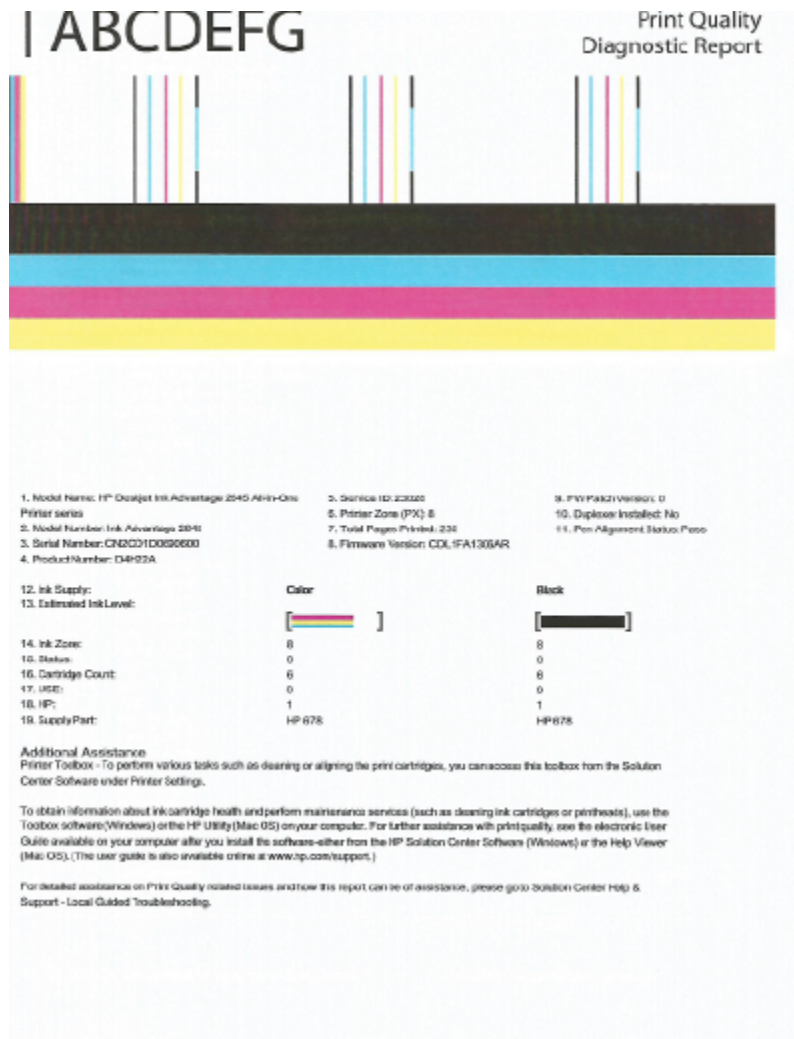 | ABCDEFG
Print Quality
Diagnostic Report
1. Model Name: HP Deskjet Ink Advantage 2645 All-in-One
Printer series
2. Model Number: Ink Advantage
3. Serial Number:
4. Product Number: D4H22A
5. Service ID:
6. Printer Zone (PX): 8
7. Total Pages Printed:
8. Firmware Version:
9. FW Patch Version: 0
10. Duplexer Installed: No
11. Pen Alignment Status: Pass
12. Ink Supply: Color Black
13. Estimated Ink Level:
14. Ink Zone: 8 8
15. Status: 0 0
16. Cartridge Count: 6 6
17. USE: 0 0
18. HP: 1 1
19. Supply Part: HP 678 HP 678
Additional Assistance
Printer Toolbox - To perform various tasks such as cleaning or aligning the print cartridges, you can access this toolbox from the Solution
Center Software under Printer Settings.
To obtain information about ink cartridge health and perform maintenance services (such as cleaning ink cartridges or printheads), use the
Toolbox software (Windows) or the HP Utility (Mac OS) on your computer. For further assistance with print quality, see the electronic User
Guide available on your computer after you install the software-either from the HP Solution Center Software (Windows) or the Help Viewer
(Mac OS). (The user guide is also available online at www.hp.com/support.)
For detailed assistance on Print Quality related issues and how this report can be of assistance, please go to Solution Center Help &
Support - Local Guided Troubleshooting.